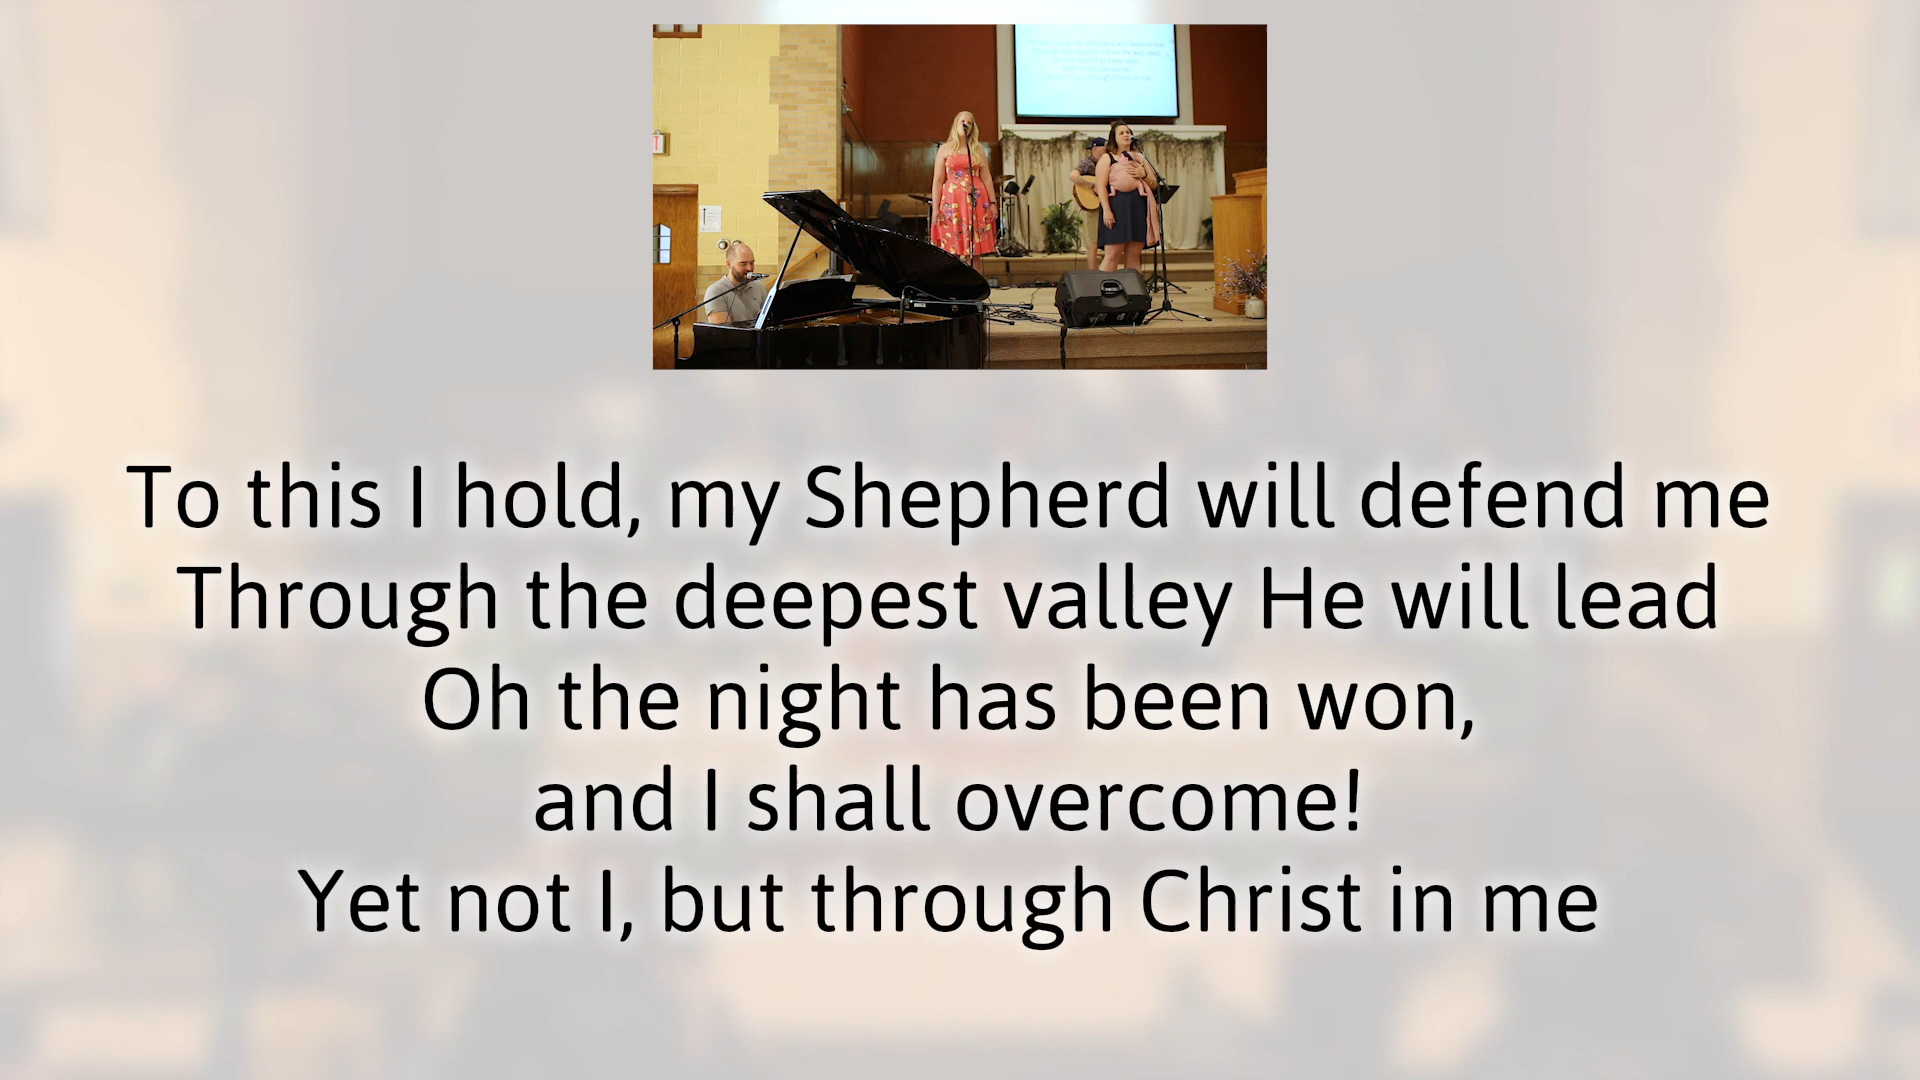 To this I hold, my Shepherd will defend me
Through the deepest valley He will lead
Oh the night has been won,
and I shall overcome!
Yet not I, but through Christ in me